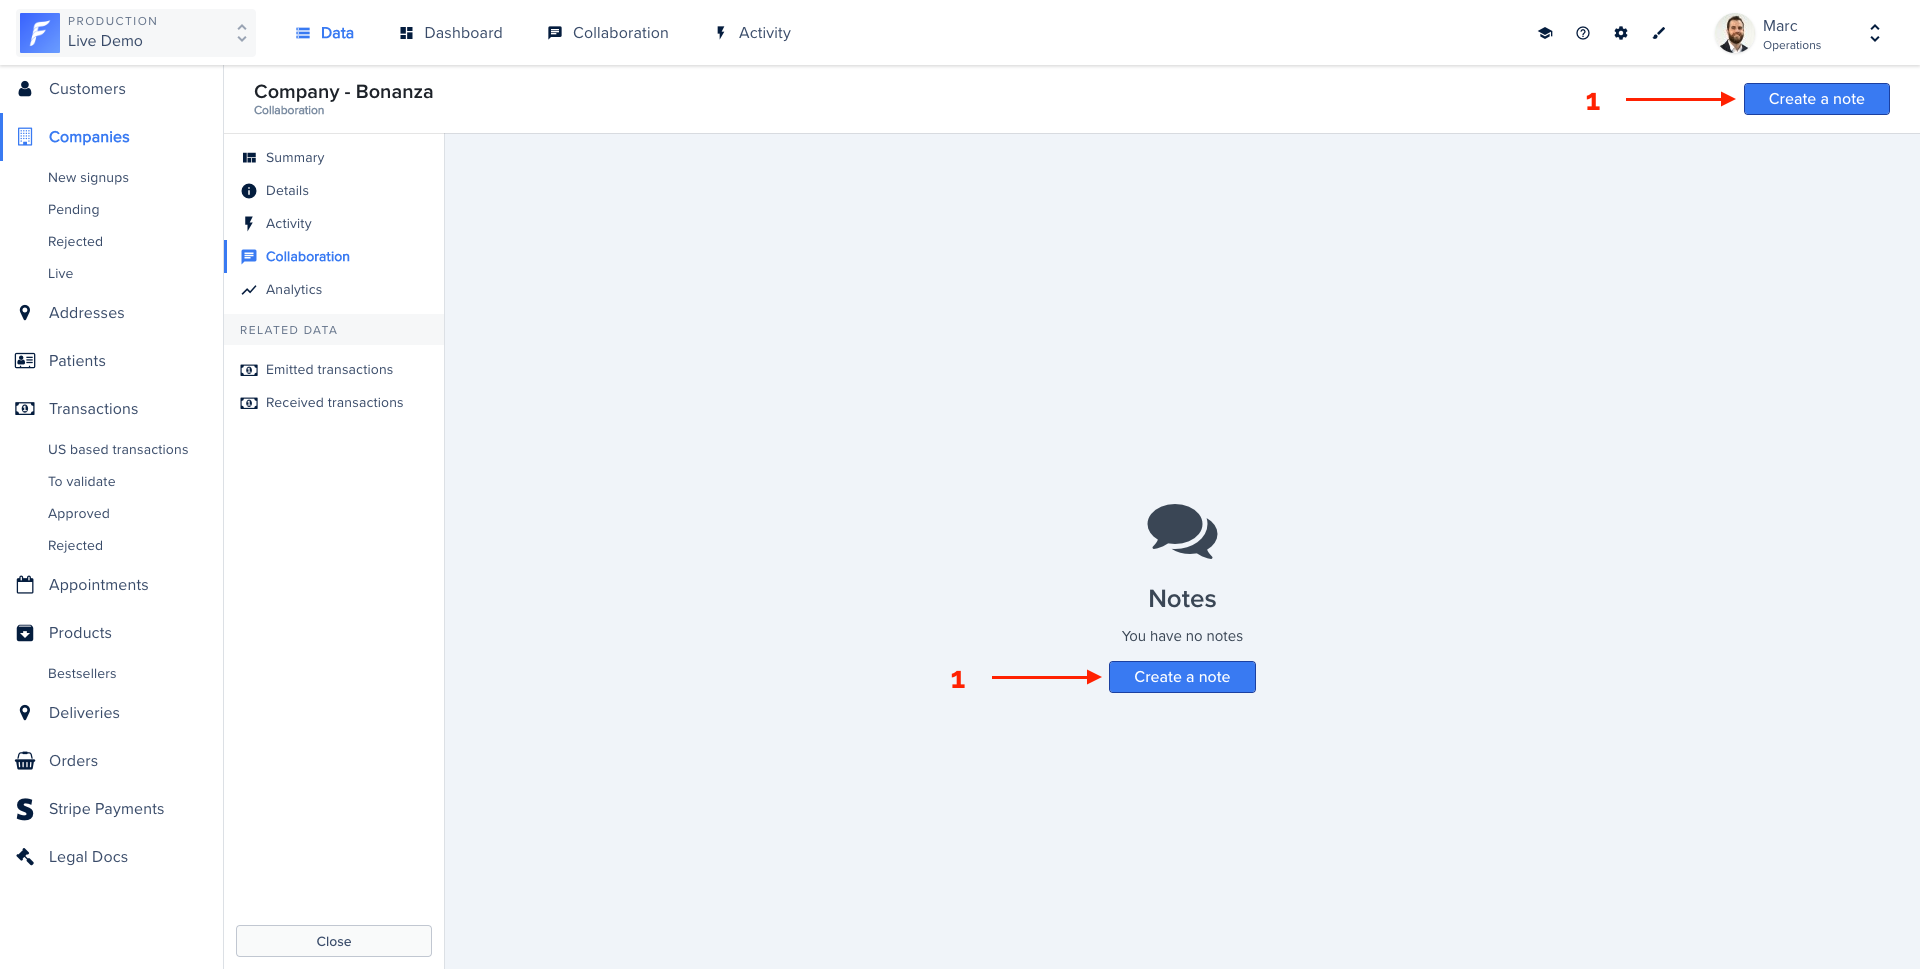 PRODUCTION
Live Demo
Data
Dashboard
Collaboration
Activity
Marc
Operations
Customers
Companies
New signups
Pending
Rejected
Live
Addresses
Patients
Transactions
US based transactions
To validate
Approved
Rejected
Appointments
Products
Bestsellers
Deliveries
Orders
Stripe Payments
Legal Docs
Company - Bonanza
Collaboration
1
Create a note
Summary
Details
Activity
Collaboration
Analytics
RELATED DATA
Emitted transactions
Received transactions
Close
Notes
You have no notes
1
Create a note